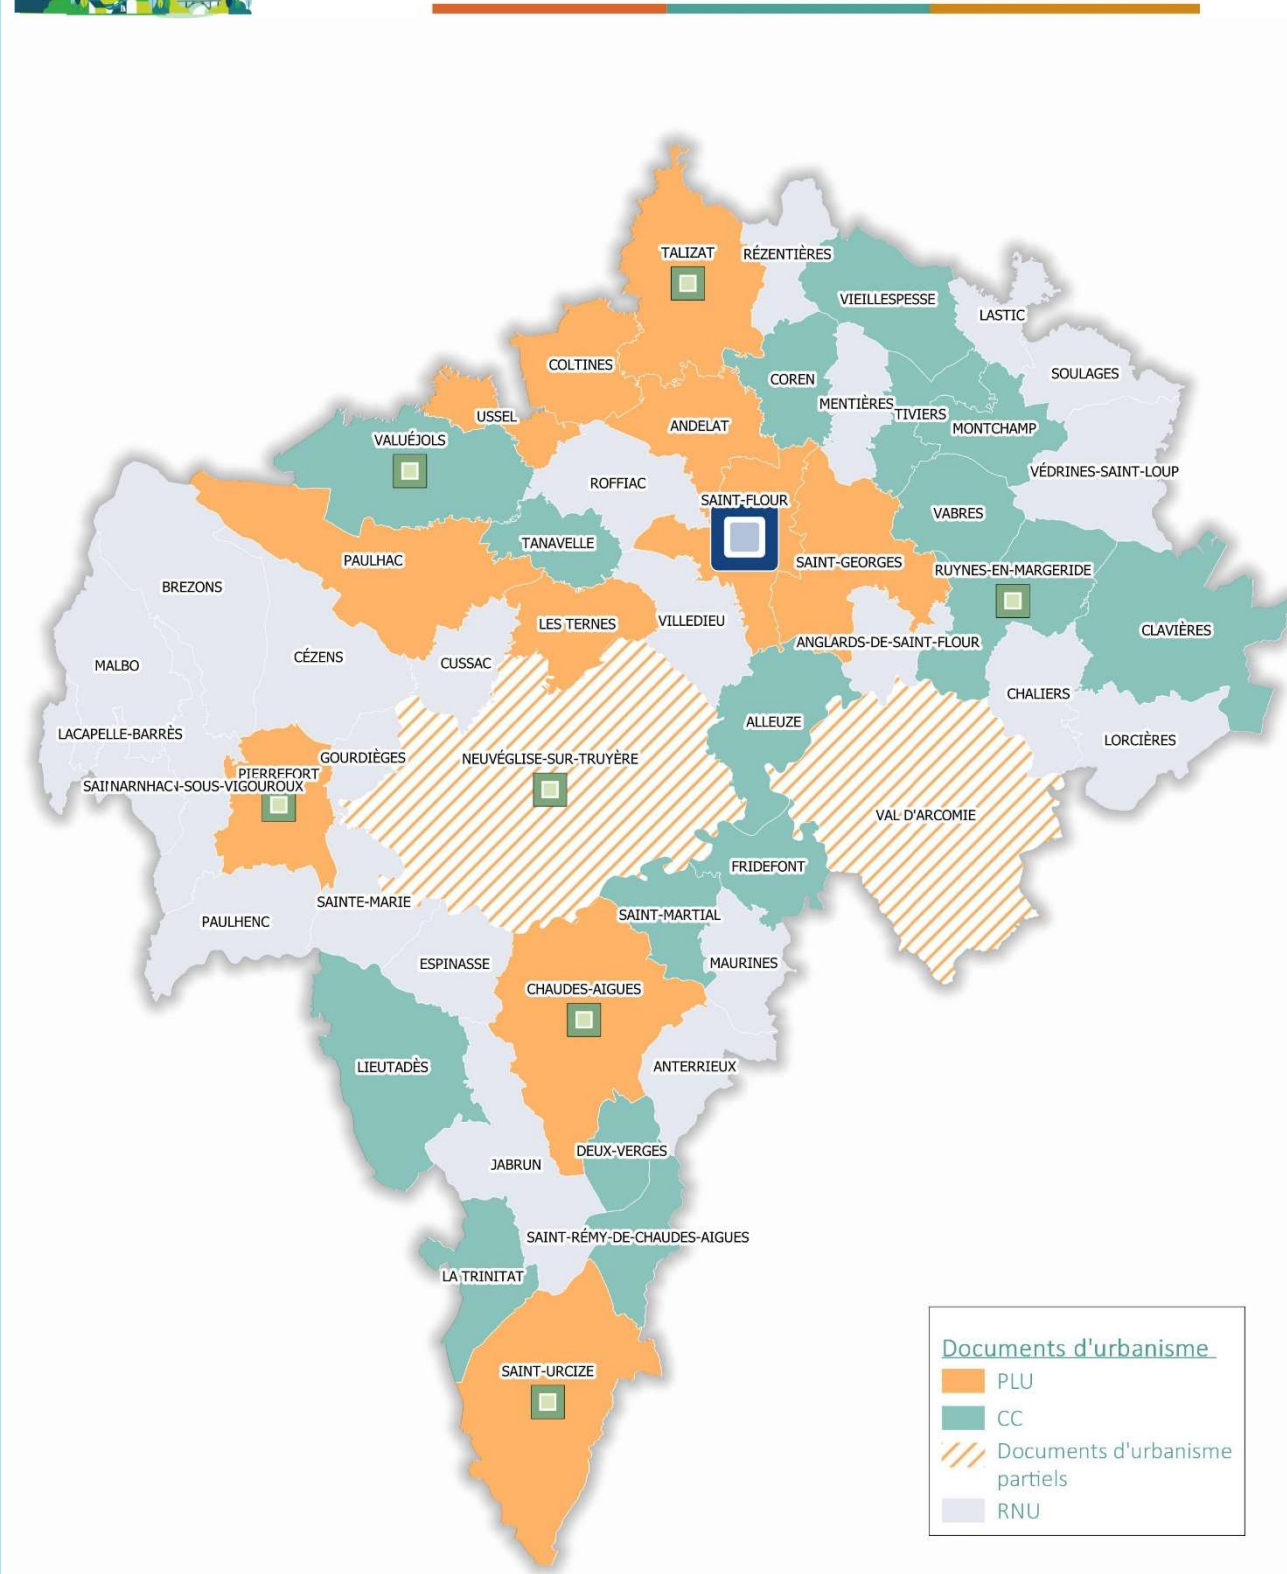 TALIZAT
RÉZENTIÈRES
VIEILLESPESSE
LASTIC
COLTINES
COREN
SOULAGES
MENTIÈRES
TIVIERS
USSEL
ANDELAT
MONTCHAMP
VALUÉJOLS
VÉDRINES-SAINT-LOUP
ROFFIAC
SAINT-FLOUR
VABRES
TANAVELLE
PAULHAC
SAINT-GEORGES
RUYNES-EN-MARGERIDE
BREZONS
LES TERNES
VILLEDIEU
CLAVIÈRES
ANGLARDS-DE-SAINT-FLOUR
CÉZENS
CUSSAC
MALBO
CHALIERS
ALLEUZE
LACAPELLE-BARRÈS
LORCIÈRES
GOURDIÈGES
NEUVÉGLISE-SUR-TRUYÈRE
PIERREFORT
NARNHAC
-SOUS-VIGOUROUX
VAL D'ARCOMIE
FRIDEFONT
SAINTE-MARIE
SAINT-MARTIAL
PAULHENC
ESPINASSE
MAURINES
CHAUDES-AIGUES
LIEUTADÈS
ANTERRIEUX
DEUX-VERGES
JABRUN
SAINT-RÉMY-DE-CHAUDES-AIGUES
LA TRINITAT
SAINT-URCIZE
Documents d'urbanisme
PLU
CC
Documents d'urbanisme
partiels
RNU